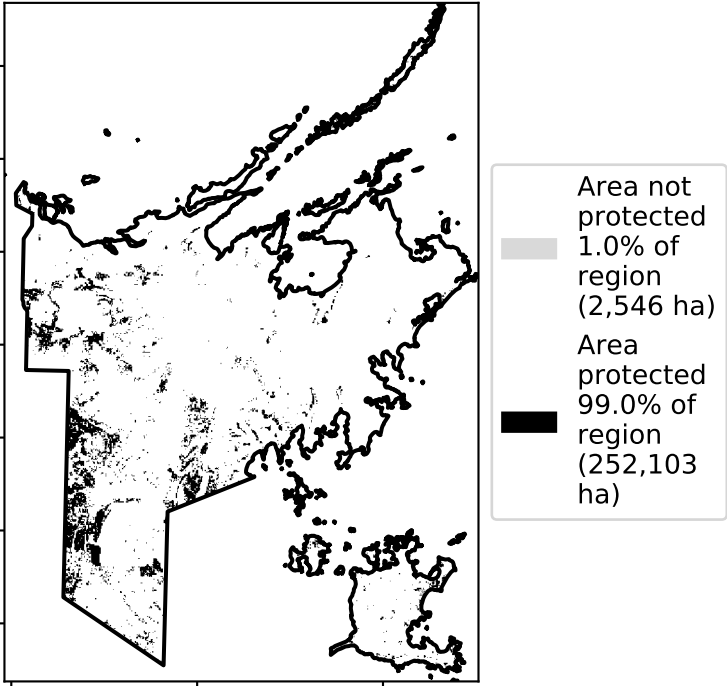 Area not
protected
1.0% of
region
(2,546 ha)
Area
protected
99.0% of
region
(252,103
ha)